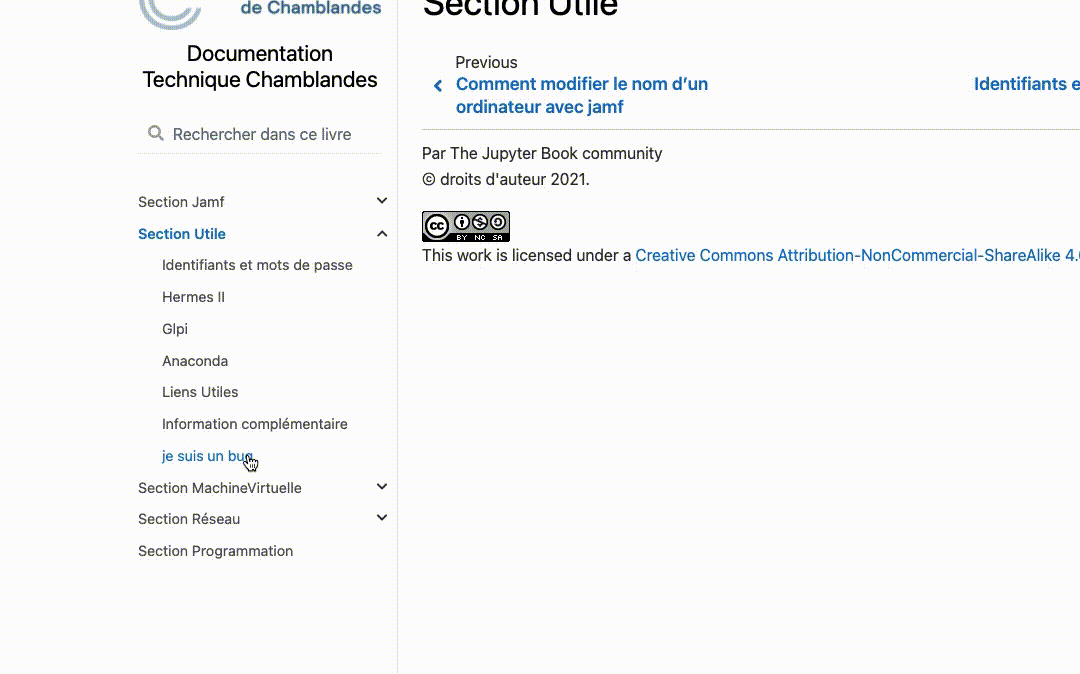 de Chamblandes
Documentation
Technique Chamblandes
Rechercher dans ce livre
Section Jamf
Section Utile
Identifiants et mots de passe
Hermes II
Glpi
Anaconda
Liens Utiles
Information complémentaire
je suis un bug
Section MachineVirtuelle
Section Réseau
Section Programmation
Section Utile
Previous
Comment modifier le nom d’un
ordinateur avec jamf
Identifiants e
Par The Jupyter Book community
© droits d'auteur 2021.
cc
BY NC SA
This work is licensed under a Creative Commons Attribution-NonCommercial-ShareAlike 4.0